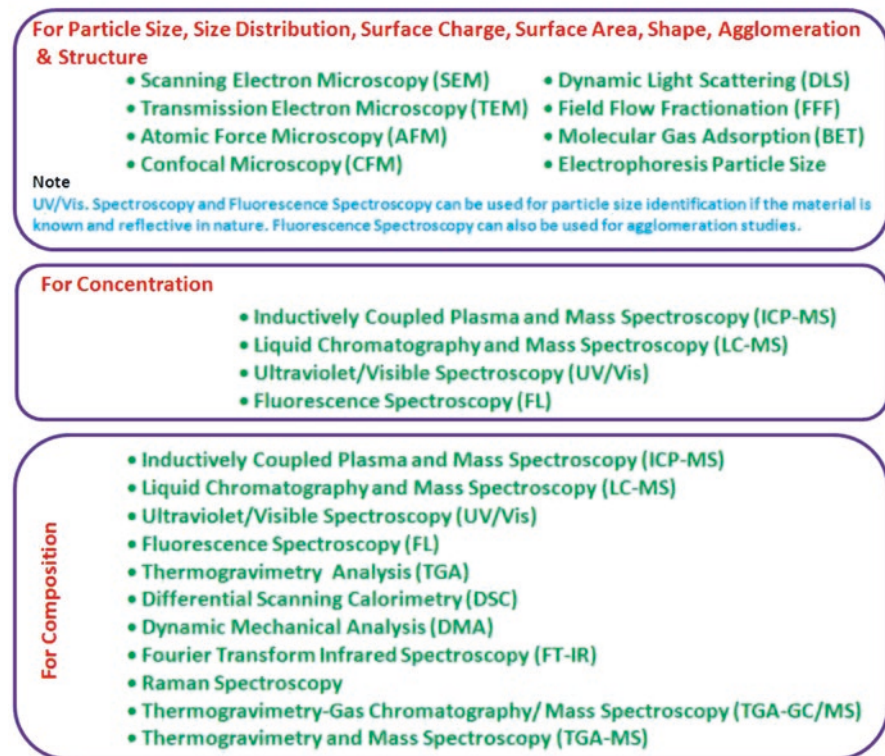 For Particle Size, Size Distribution, Surface Charge, Surface Area, Shape, Agglomeration
& Structure
• Scanning Electron Microscopy (SEM)
• Transmission Electron Microscopy (TEM)
• Atomic Force Microscopy (AFM)
• Confocal Microscopy (CFM)
• Dynamic Light Scattering (DLS)
• Field Flow Fractionation (FFF)
• Molecular Gas Adsorption (BET)
• Electrophoresis Particle Size
Note
UV/Vis. Spectroscopy and Fluorescence Spectroscopy can be used for particle size identification if the material is
known and reflective in nature. Fluorescence Spectroscopy can also be used for agglomeration studies.
For Concentration
• Inductively Coupled Plasma and Mass Spectroscopy (ICP-MS)
• Liquid Chromatography and Mass Spectroscopy (LC-MS)
• Ultraviolet/Visible Spectroscopy (UV/Vis)
• Fluorescence Spectroscopy (FL)
For Composition
• Inductively Coupled Plasma and Mass Spectroscopy (ICP-MS)
• Liquid Chromatography and Mass Spectroscopy (LC-MS)
• Ultraviolet/Visible Spectroscopy (UV/Vis)
• Fluorescence Spectroscopy (FL)
• Thermogravimetry Analysis (TGA)
• Differential Scanning Calorimetry (DSC)
• Dynamic Mechanical Analysis (DMA)
• Fourier Transform Infrared Spectroscopy (FT-IR)
• Raman Spectroscopy
• Thermogravimetry-Gas Chromatography/ Mass Spectroscopy (TGA-GC/MS)
• Thermogravimetry and Mass Spectroscopy (TGA-MS)